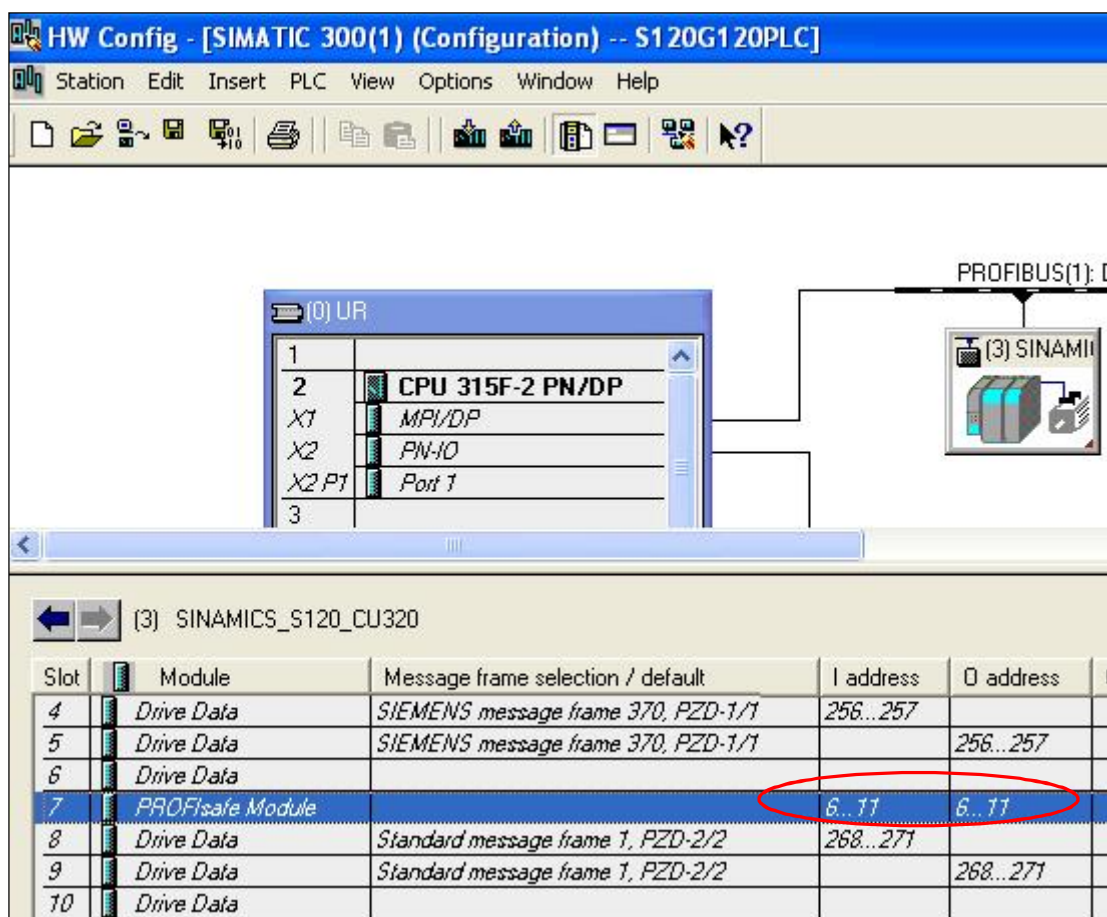 HW Config - [SIMATIC 300(1) (Configuration) -- S120G120PLC]
Station Edit Insert PLC View Options Window Help
PROFIBUS(1): D
(0) UR
(3) SINAMI
1
2 CPU 315F-2 PN/DP
X1 MPI/DP
X2 PN-IO
X2 P1 Port 1
3
(3) SINAMICS_S120_CU320
Slot Module Message frame selection / default I address O address
4 Drive Data SIEMENS message frame 370, PZD-1/1 256...257
5 Drive Data SIEMENS message frame 370, PZD-1/1 256...257
6 Drive Data
7 PROFIsafe Module 6...11 6...11
8 Drive Data Standard message frame 1, PZD-2/2 268...271
9 Drive Data Standard message frame 1, PZD-2/2 268...271
10 Drive Data